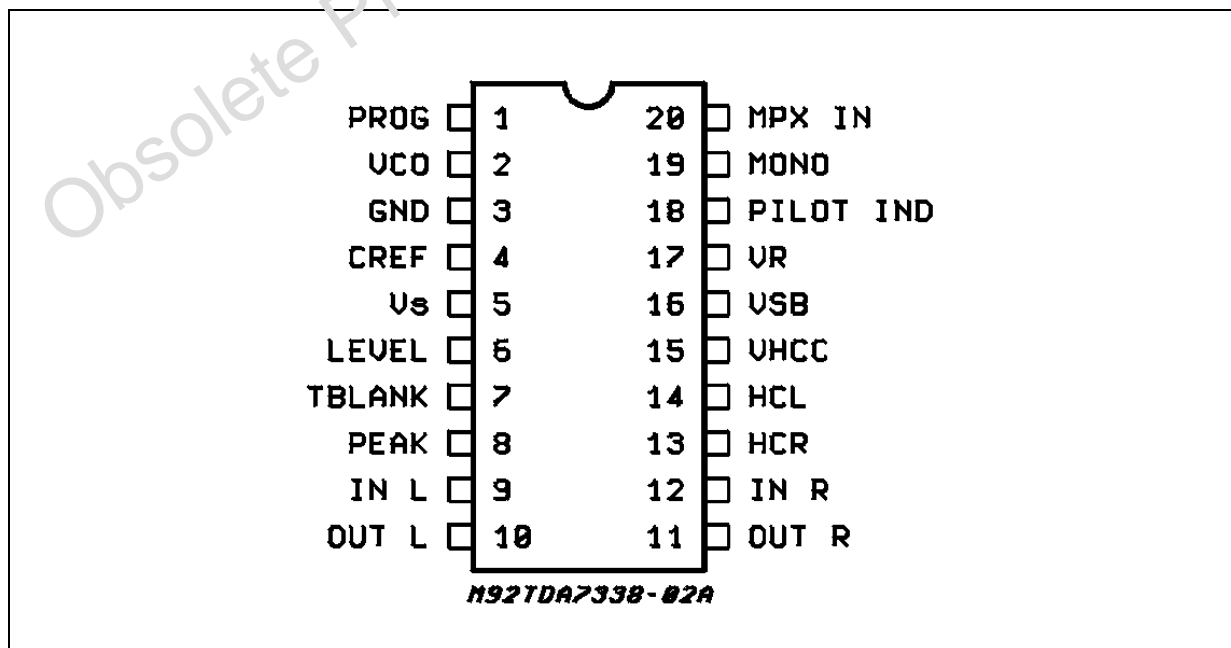 Obsolete Pr
PROG 1 20 MPX IN
VCO 2 19 MONO
GND 3 18 PILOT IND
CREF 4 17 VR
Vs 5 16 VSB
LEVEL 6 15 VHCC
TBLANK 7 14 HCL
PEAK 8 13 HCR
IN L 9 12 IN R
OUT L 10 11 OUT R
M92TDA7338-02A